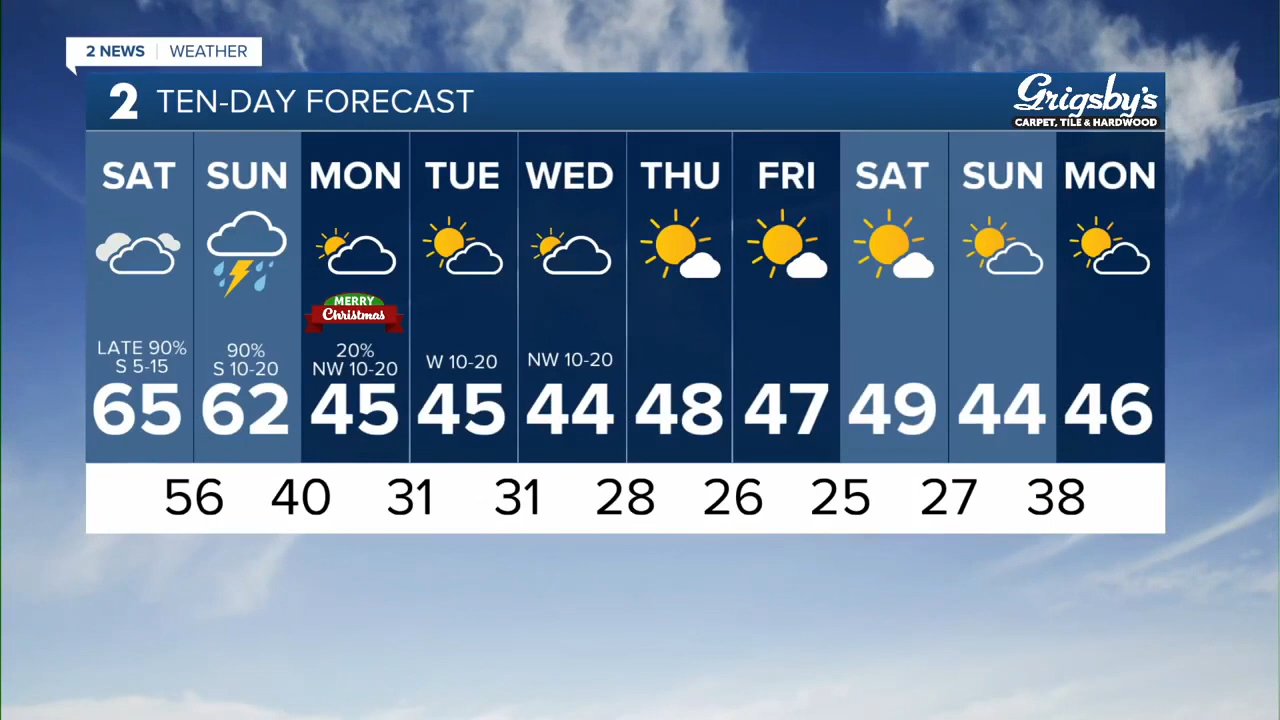 2 NEWS | WEATHER
2 TEN-DAY FORECAST
Grigsby's
CARPET, TILE & HARDWOOD
SAT SUN MON TUE WED THU FRI SAT SUN MON
MERRY
Christmas
LATE 90% 90% 20%
S 5-15 S 10-20 NW 10-20 W 10-20 NW 10-20
65 62 45 45 44 48 47 49 44 46
56 40 31 31 28 26 25 27 38